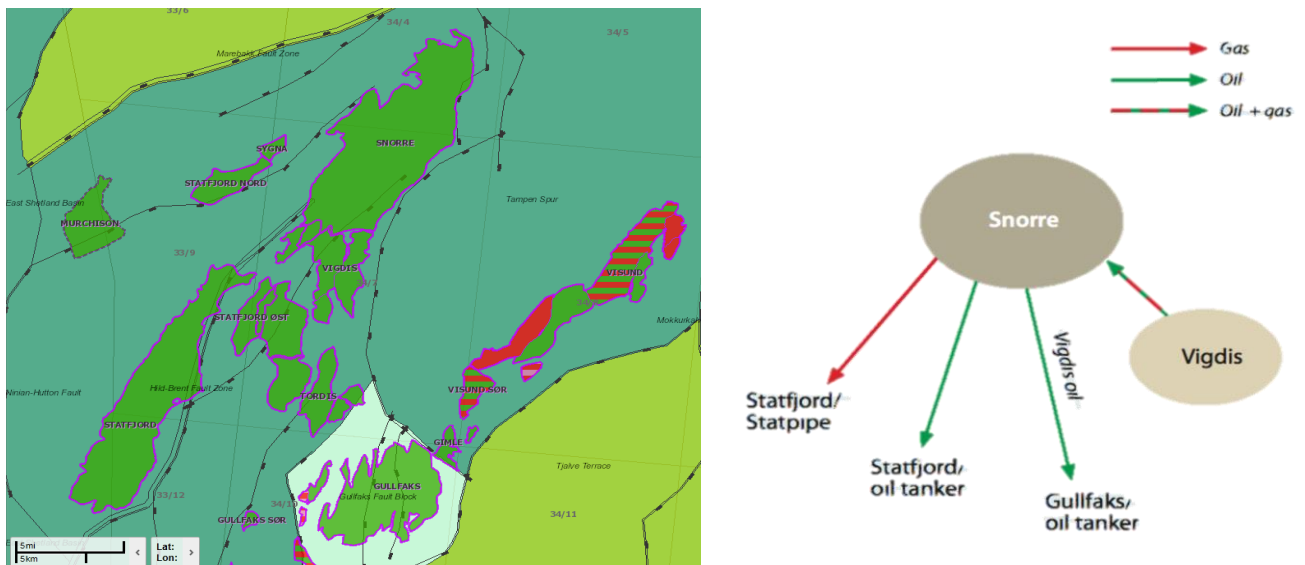 33/6
34/4
34/5
Marebakk Fault Zone
SNORRE
SYGNA
STATFJORD NORD
East Shetland Basin
MURCHISON
Tampen Spur
33/9
VIGDIS
VISUND
STATFJORD ØST
Ninian-Hutton Fault
Hild-Brent Fault Zone
TORDIS
VISUND SØR
STATFJORD
GIMLE
Tjalve Terrace
GULLFAKS
Gullfaks Fault Block
33/12
34/10
GULLFAKS SØR
34/11
5mi
5km
Lat:
Lon:
Gas
Oil
Oil + gas
Snorre
Vigdis
Vigdis oil
Statfjord/
Statpipe
Statfjord/
oil tanker
Gullfaks/
oil tanker